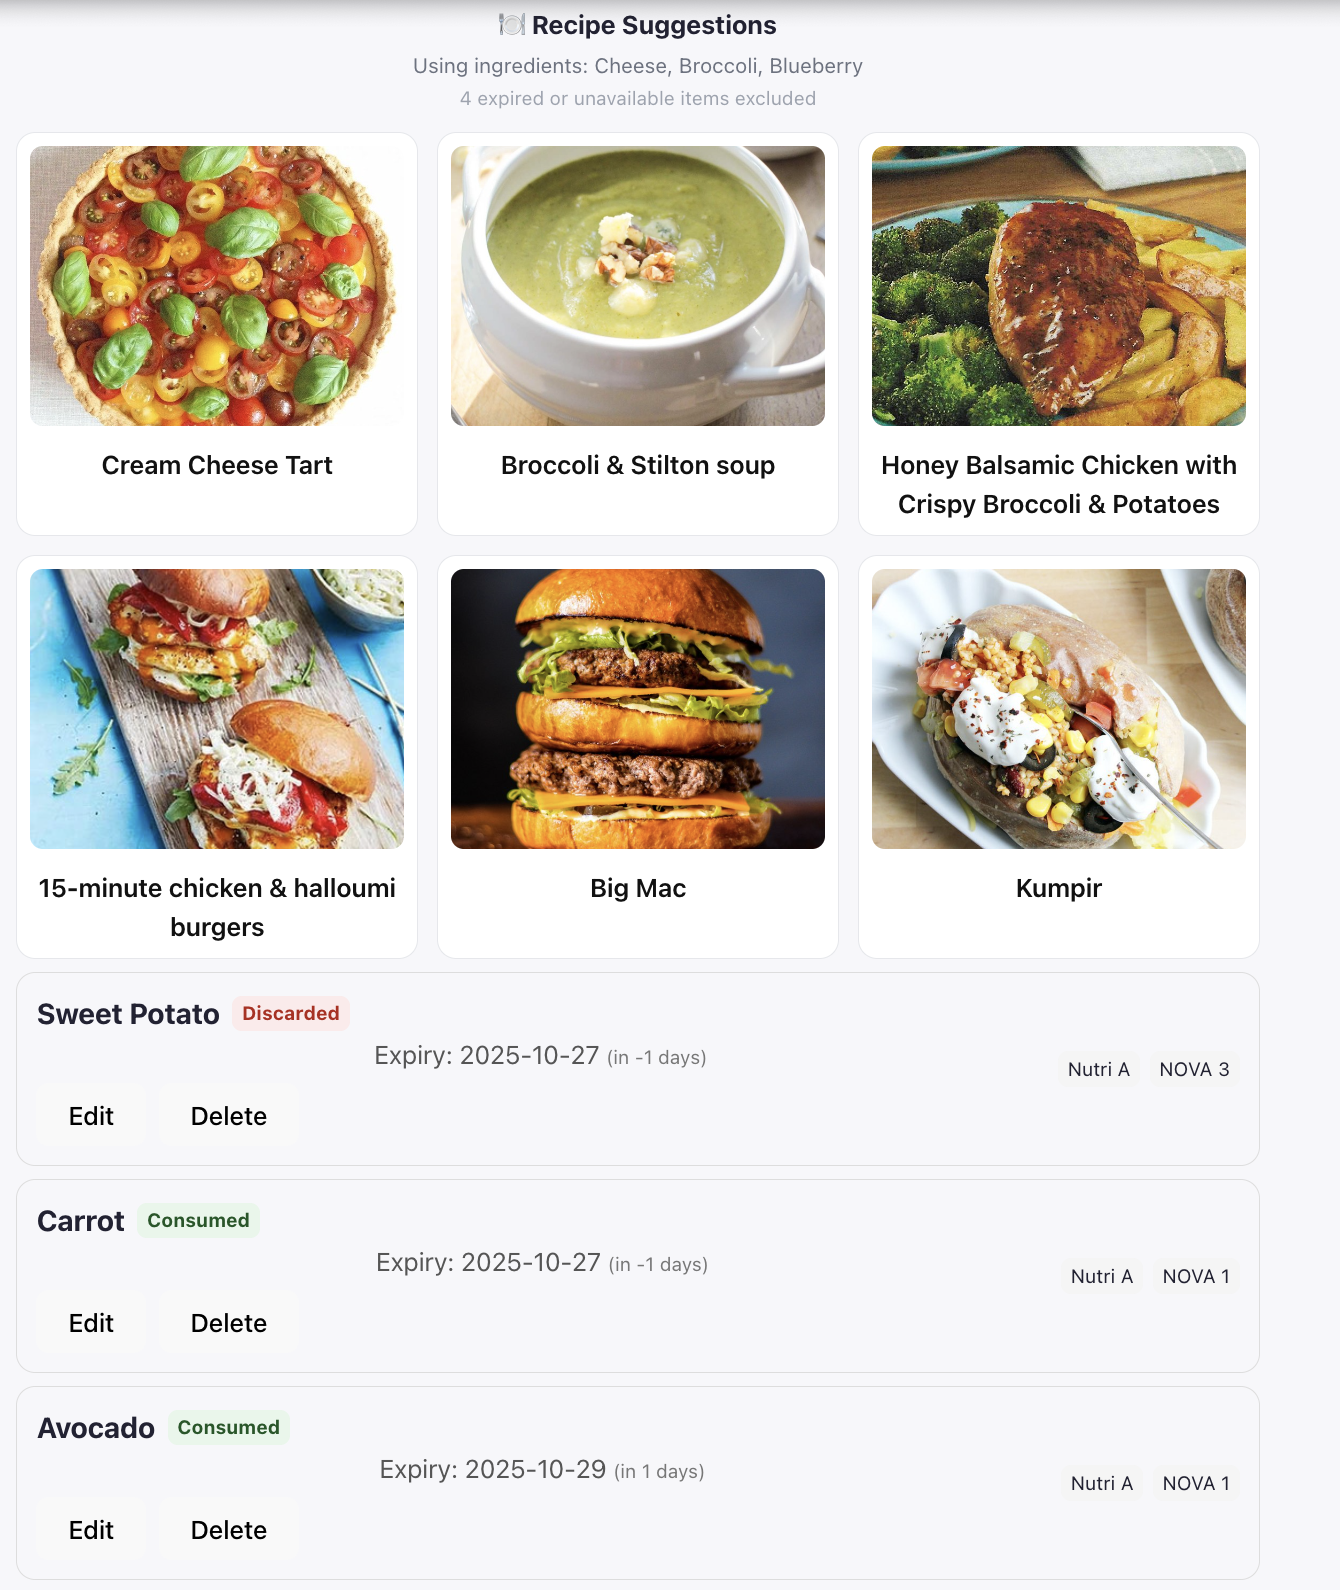 🍽️ Recipe Suggestions
Using ingredients: Cheese, Broccoli, Blueberry
4 expired or unavailable items excluded
Cream Cheese Tart
Broccoli & Stilton soup
Honey Balsamic Chicken with
Crispy Broccoli & Potatoes
15-minute chicken & halloumi
burgers
Big Mac
Kumpir
Sweet Potato Discarded
Expiry: 2025-10-27 (in -1 days)
Nutri A NOVA 3
Edit Delete
Carrot Consumed
Expiry: 2025-10-27 (in -1 days)
Nutri A NOVA 1
Edit Delete
Avocado Consumed
Expiry: 2025-10-29 (in 1 days)
Nutri A NOVA 1
Edit Delete